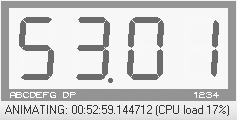 53.01
ABCDEFG DP 1234
ANIMATING: 00:52:59.144712 (CPU load 17%)